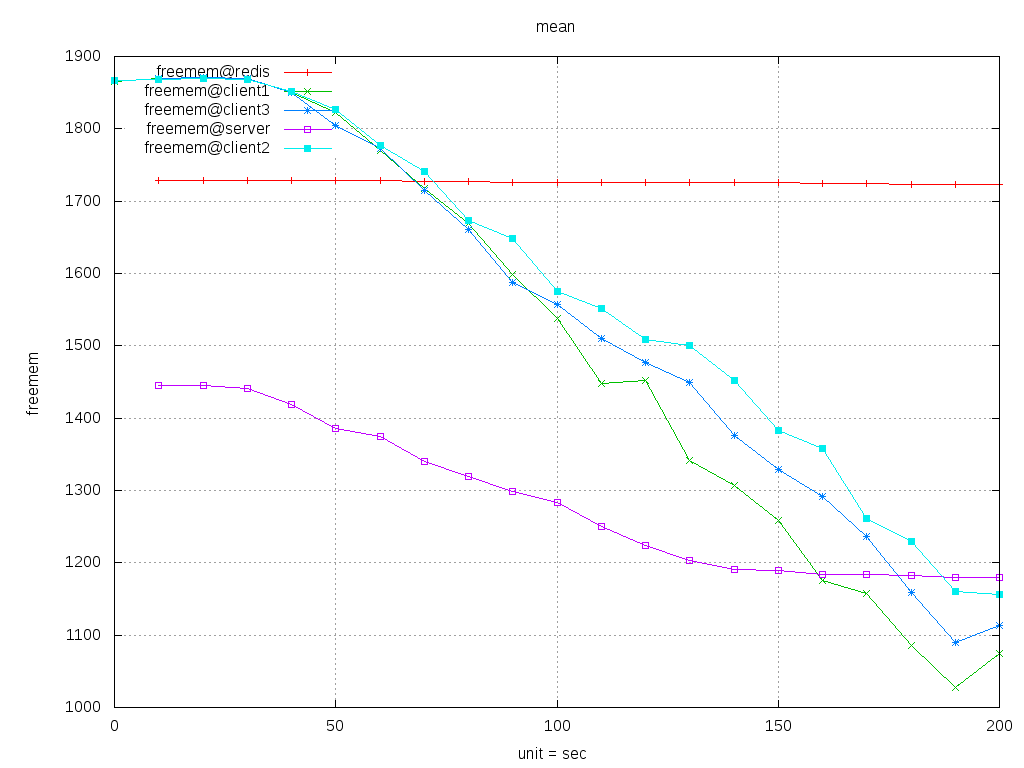 mean
1900
1800
1700
1600
1500
1400
1300
1200
1100
1000
freemem
freemem@redis
freemem@client1
freemem@client3
freemem@server
freemem@client2
0 50 100 150 200
unit = sec